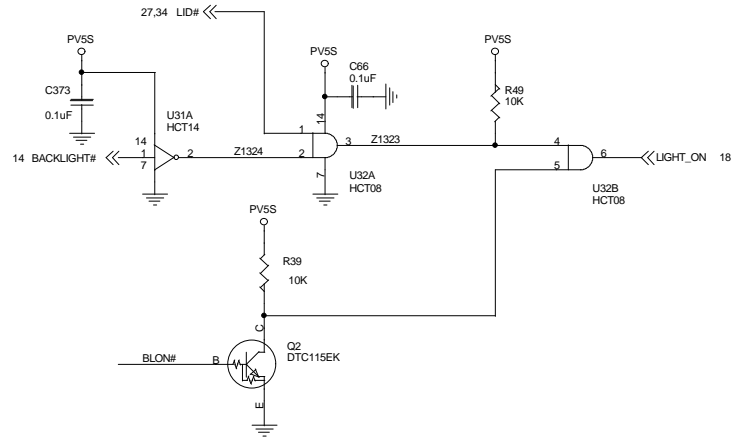 27,34 LID#
PV5S
PV5S
PV5S
C373
0.1uF
C66
0.1uF
R49
10K
U31A
HCT14
14
14
1
3
Z1323
4
14 BACKLIGHT#
1
2
Z1324
2
6
LIGHT_ON 18
7
7
5
U32A
HCT08
U32B
HCT08
PV5S
R39
10K
C
Q2
DTC115EK
BLON#
B
E